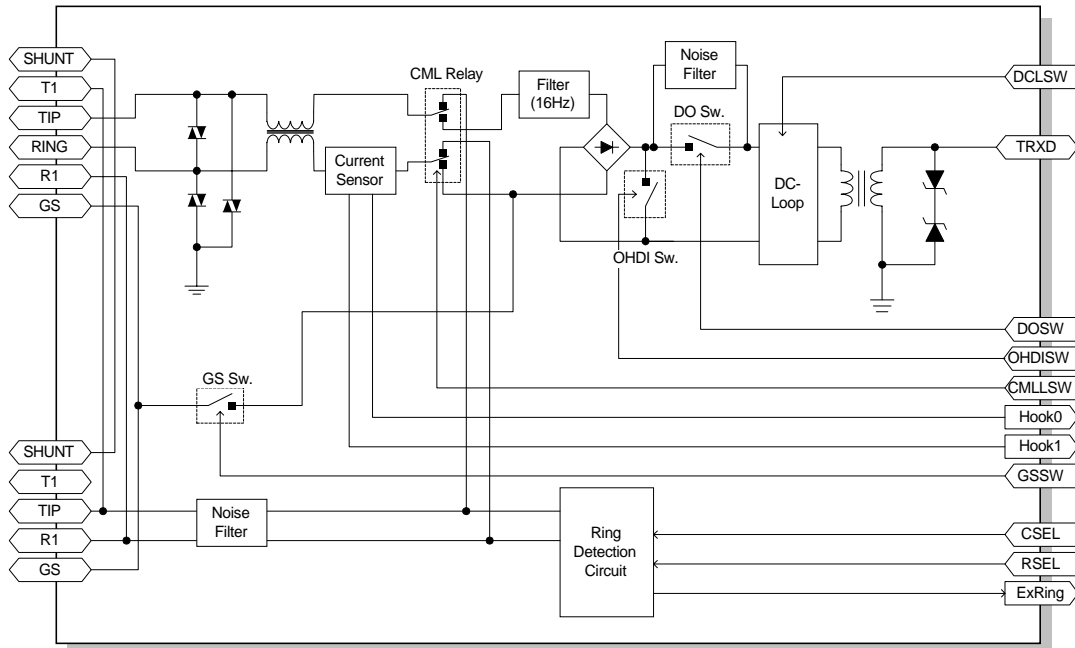 SHUNT
T1
TIP
RING
R1
GS
CML Relay
Current
Sensor
Filter
(16Hz)
Noise
Filter
DO Sw.
OHDI Sw.
DC-
Loop
DCLSW
TRXD
DOSW
OHDISW
CMLLSW
Hook0
Hook1
GSSW
GS Sw.
SHUNT
T1
TIP
R1
GS
Noise
Filter
Ring
Detection
Circuit
CSEL
RSEL
ExRing